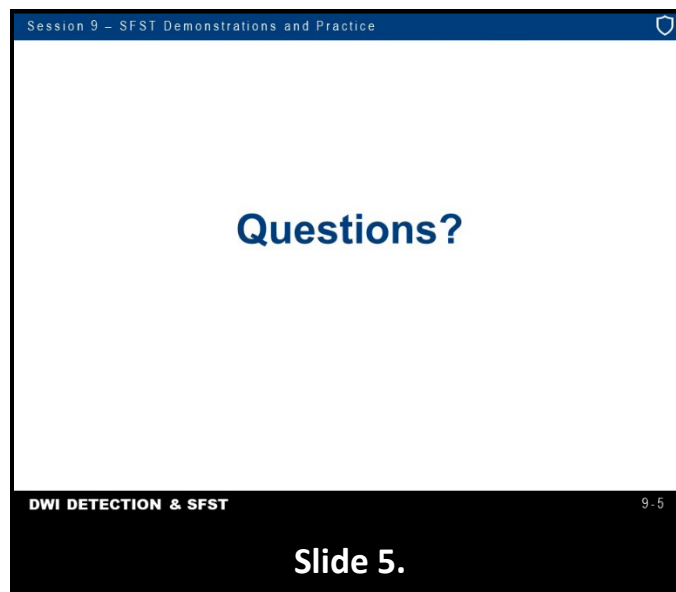 Session 9 – SFST Demonstrations and Practice
Questions?
DWI DETECTION & SFST
9-5
Slide 5.